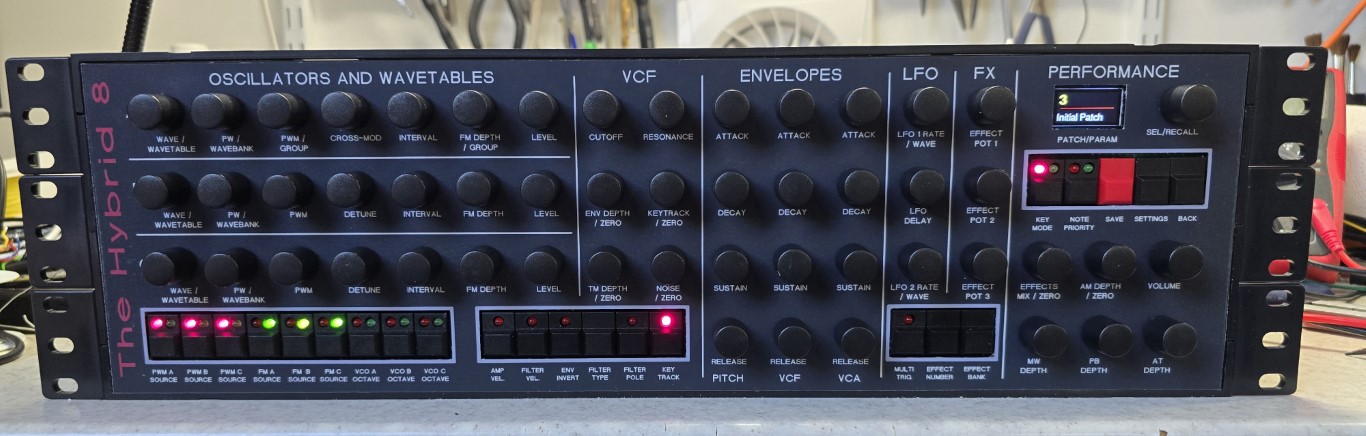 The Hybrid 8
OSCILLATORS AND WAVETABLES
WAVE / WAVETABLE
PW / WAVEBANK
PWM / GROUP
CROSS-MOD
INTERVAL
FM DEPTH / GROUP
LEVEL
WAVE / WAVETABLE
PW / WAVEBANK
PWM
DETUNE
INTERVAL
FM DEPTH
LEVEL
WAVE / WAVETABLE
PW / WAVEBANK
PWM
DETUNE
INTERVAL
FM DEPTH
LEVEL
PWM A SOURCE
PWM B SOURCE
PWM C SOURCE
FM A SOURCE
FM B SOURCE
FM C SOURCE
VCO A OCTAVE
VCO B OCTAVE
VCO C OCTAVE
VCF
CUTOFF
RESONANCE
ENV DEPTH / ZERO
KEYTRACK / ZERO
TM DEPTH / ZERO
NOISE / ZERO
AMP VEL.
FILTER VEL.
ENV INVERT
FILTER TYPE
FILTER POLE
KEY TRACK
ENVELOPES
ATTACK
ATTACK
ATTACK
DECAY
DECAY
DECAY
SUSTAIN
SUSTAIN
SUSTAIN
RELEASE
RELEASE
RELEASE
PITCH
VCF
VCA
LFO
LFO 1 RATE / WAVE
LFO DELAY
LFO 2 RATE / WAVE
FX
EFFECT POT 1
EFFECT POT 2
EFFECT POT 3
MULTI TRIG.
EFFECT NUMBER
EFFECT BANK
PERFORMANCE
3
Initial Patch
PATCH/PARAM
SEL/RECALL
KEY MODE
NOTE PRIORITY
SAVE
SETTINGS
BACK
EFFECTS MIX / ZERO
AM DEPTH / ZERO
VOLUME
MW DEPTH
PB DEPTH
AT DEPTH